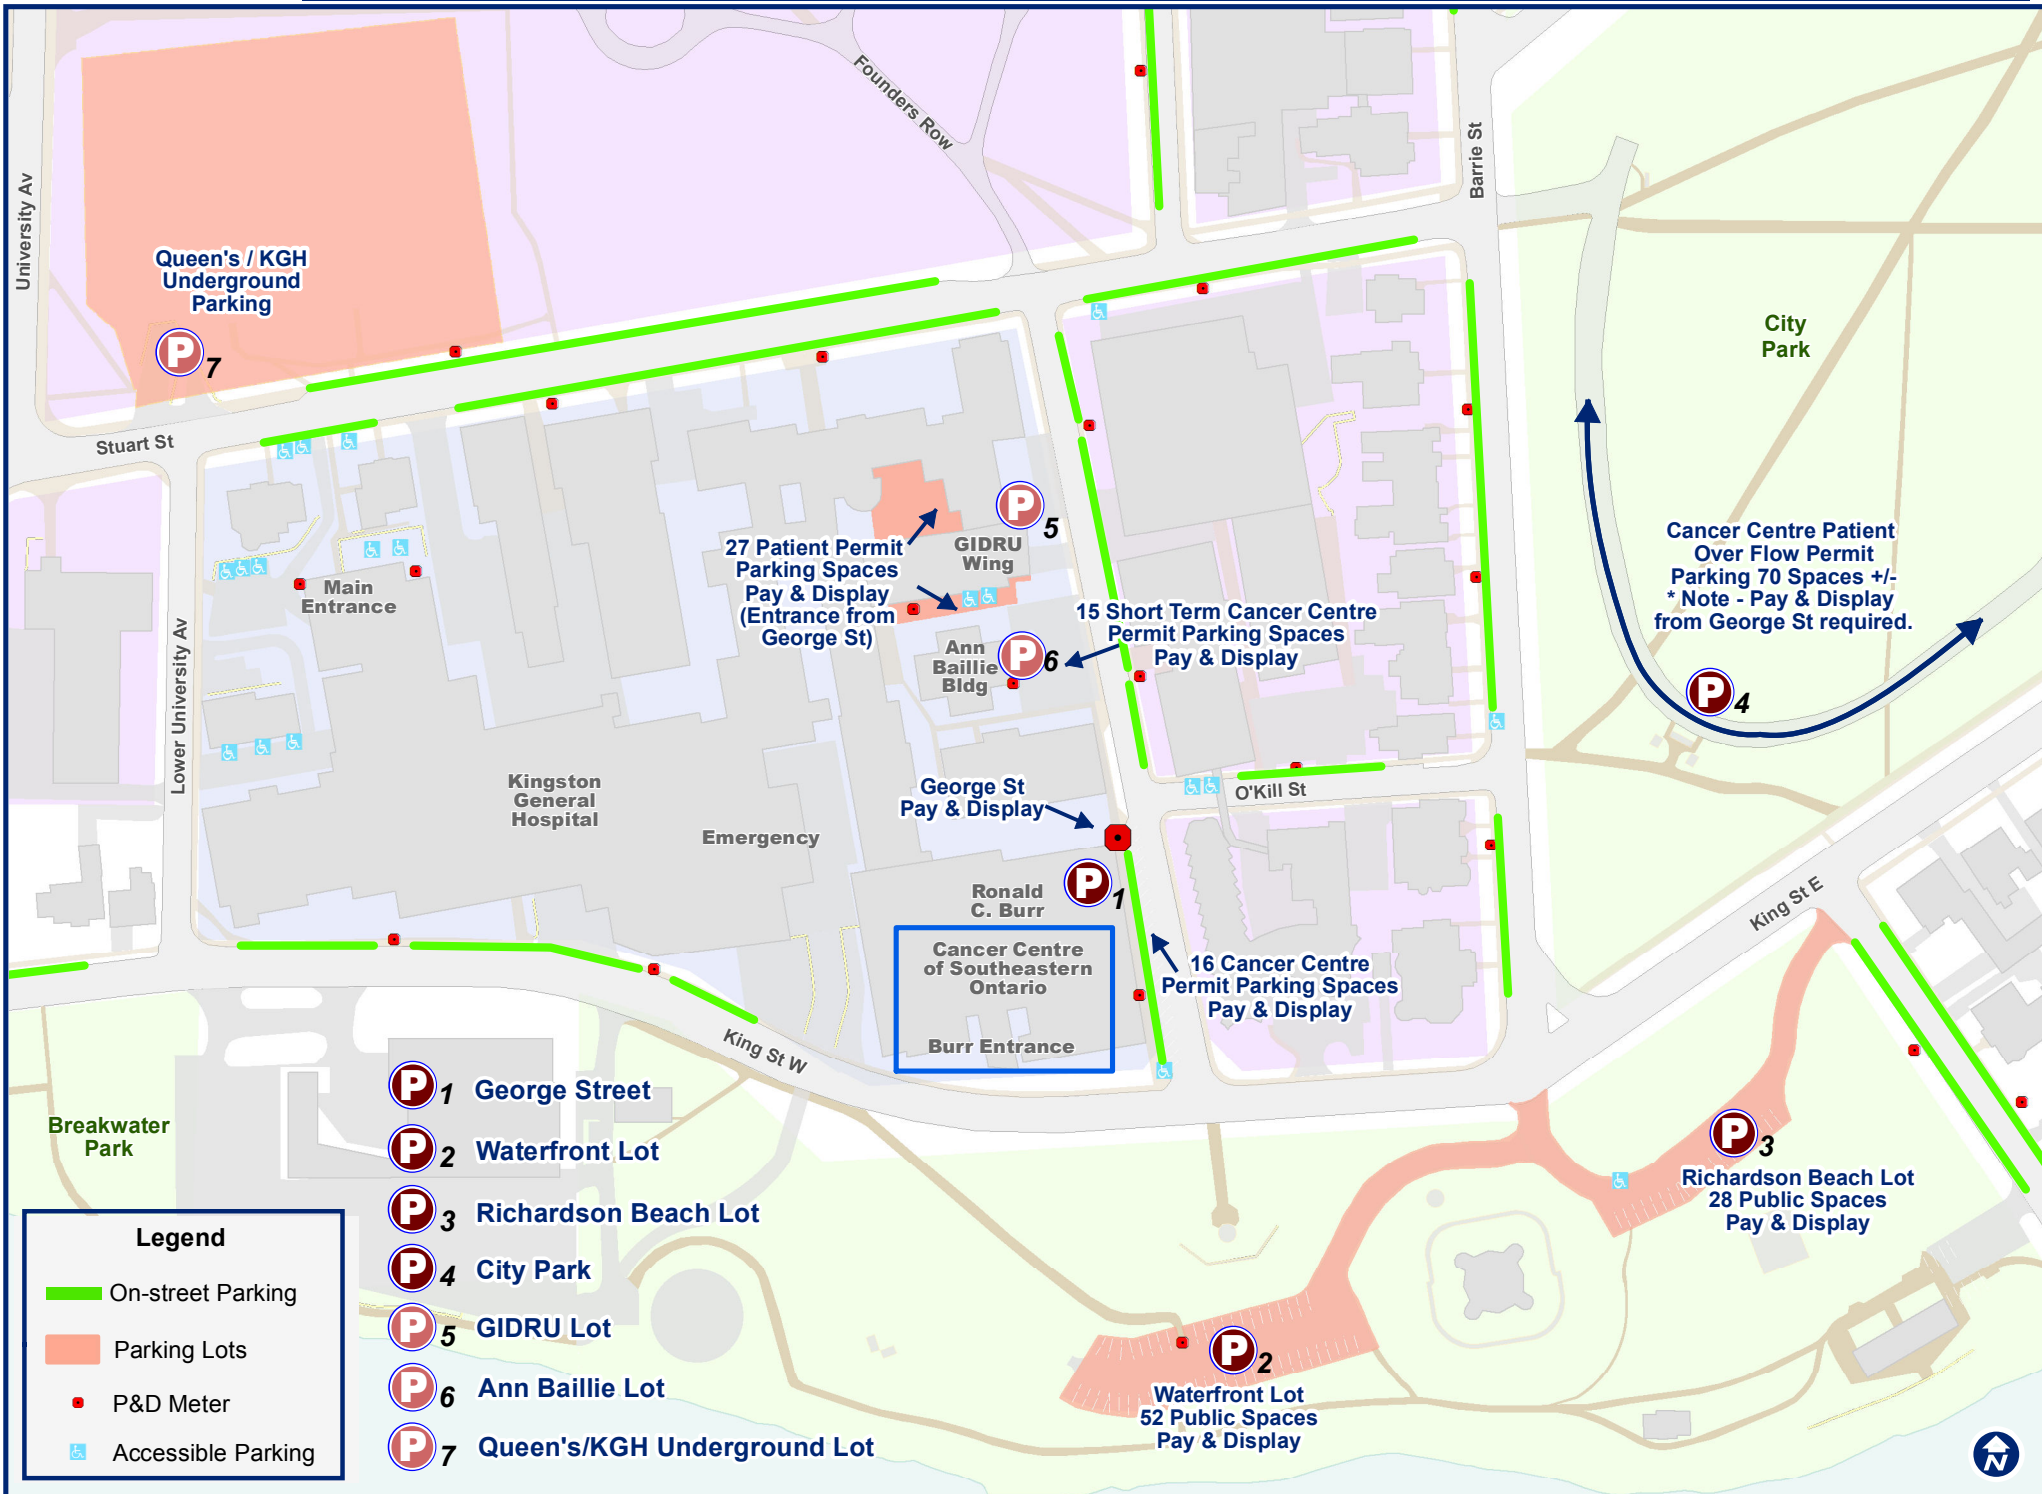 University Av
Founders Row
Barrie St
Queen's / KGH
Underground
Parking
P 7
Stuart St
City
Park
P 5
GIDRU
Wing
27 Patient Permit
Parking Spaces
Pay & Display
(Entrance from
George St)
Cancer Centre Patient
Over Flow Permit
Parking 70 Spaces +/-
* Note - Pay & Display
from George St required.
P 4
Main
Entrance
15 Short Term Cancer Centre
Permit Parking Spaces
Pay & Display
Ann
Baillie
Bldg
P 6
Lower University Av
Kingston
General
Hospital
Emergency
George St
Pay & Display
O'Kill St
Ronald
C. Burr
P 1
King St E
Cancer Centre
of Southeastern
Ontario
Burr Entrance
16 Cancer Centre
Permit Parking Spaces
Pay & Display
King St W
Breakwater
Park
P 3
Richardson Beach Lot
28 Public Spaces
Pay & Display
P 2
Waterfront Lot
52 Public Spaces
Pay & Display
P 1 George Street
P 2 Waterfront Lot
P 3 Richardson Beach Lot
P 4 City Park
P 5 GIDRU Lot
P 6 Ann Baillie Lot
P 7 Queen's/KGH Underground Lot
Legend
On-street Parking
Parking Lots
P&D Meter
Accessible Parking
N